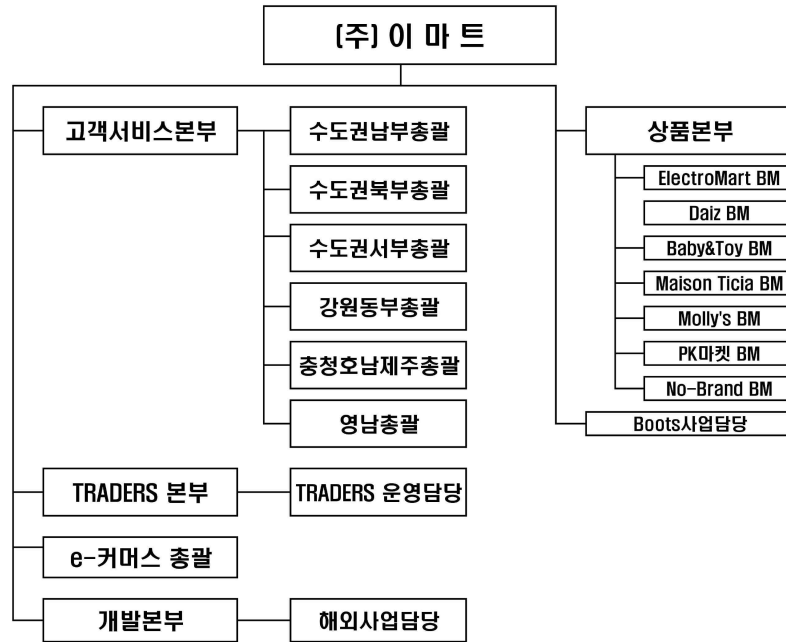 (주) 이 마 트
고객서비스본부
수도권남부총괄
수도권북부총괄
수도권서부총괄
강원동부총괄
충청호남제주총괄
영남총괄
TRADERS 본부
TRADERS 운영담당
e-커머스 총괄
개발본부
해외사업담당
상품본부
ElectroMart BM
Daiz BM
Baby&Toy BM
Maison Ticia BM
Molly's BM
PK마켓 BM
No-Brand BM
Boots사업담당